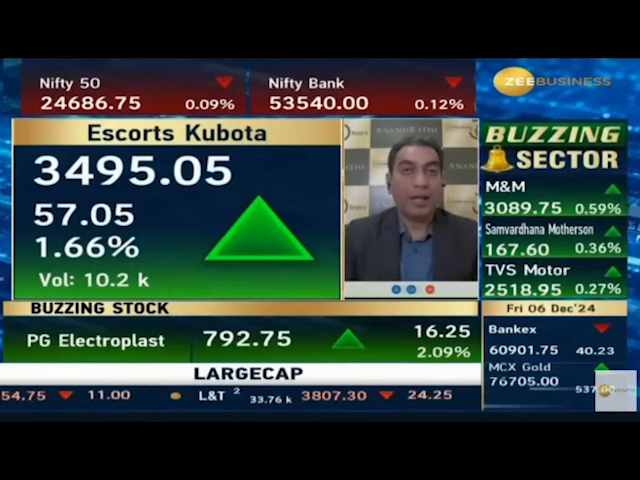 Nifty 50
24686.75 0.09%
Nifty Bank
53540.00 0.12%
ZEEBUSINESS
Escorts Kubota
3495.05
57.05
1.66%
Vol: 10.2 k
ANANDRATHI
BUZZING
SECTOR
M&M
3089.75 0.59%
Samvardhana Motherson
167.60 0.36%
TVS Motor
2518.95 0.27%
BUZZING STOCK
PG Electroplast 792.75 16.25
2.09%
Fri 06 Dec'24
Bankex
60901.75 40.23
MCX Gold
76705.00
LARGECAP
54.75 11.00 L&T 2 33.76 k 3807.30 24.25